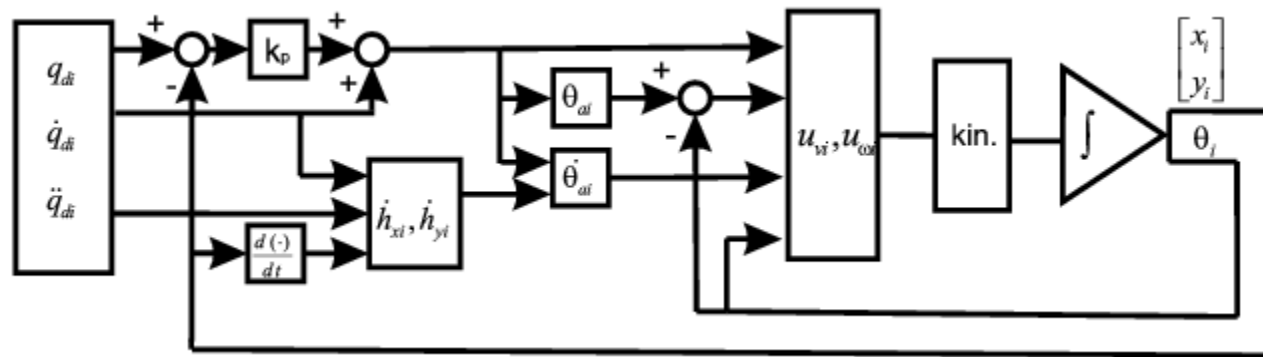 q_di
q̇_di
q̈_di
+
-
k_p
+
+
d(·)/dt
ḣ_xi, ḣ_yi
θ_ai
θ̇_ai
+
-
u_vi, u_ωi
kin.
∫
[x_i
y_i]
θ_i